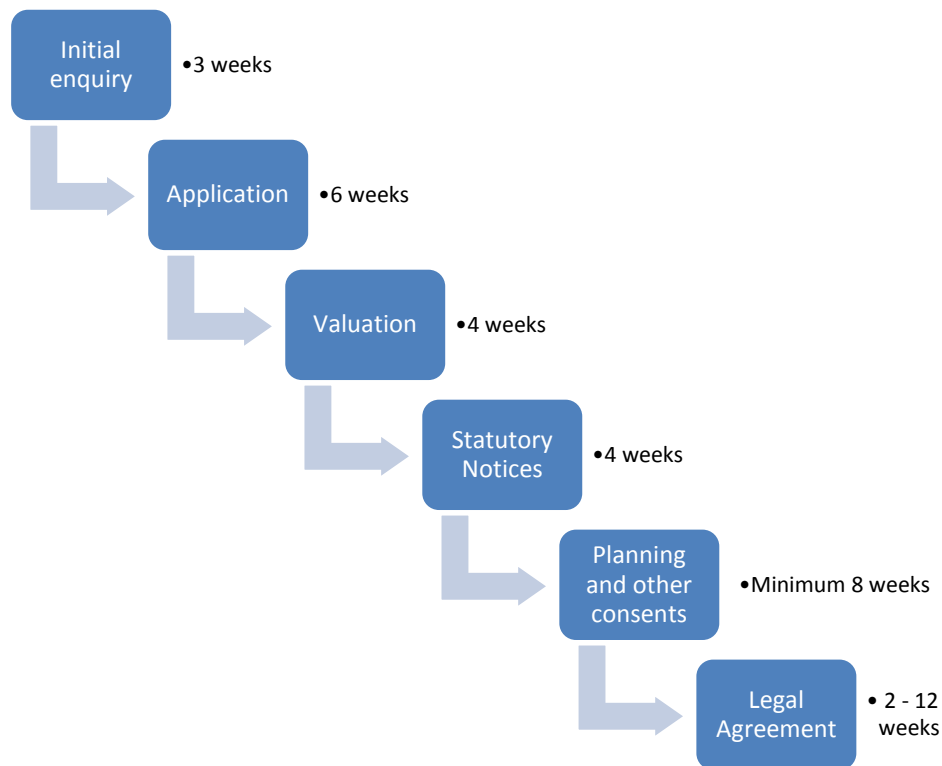 Initial
enquiry
•3 weeks
Application
•6 weeks
Valuation
•4 weeks
Statutory
Notices
•4 weeks
Planning
and other
consents
•Minimum 8 weeks
Legal
Agreement
• 2 - 12
weeks